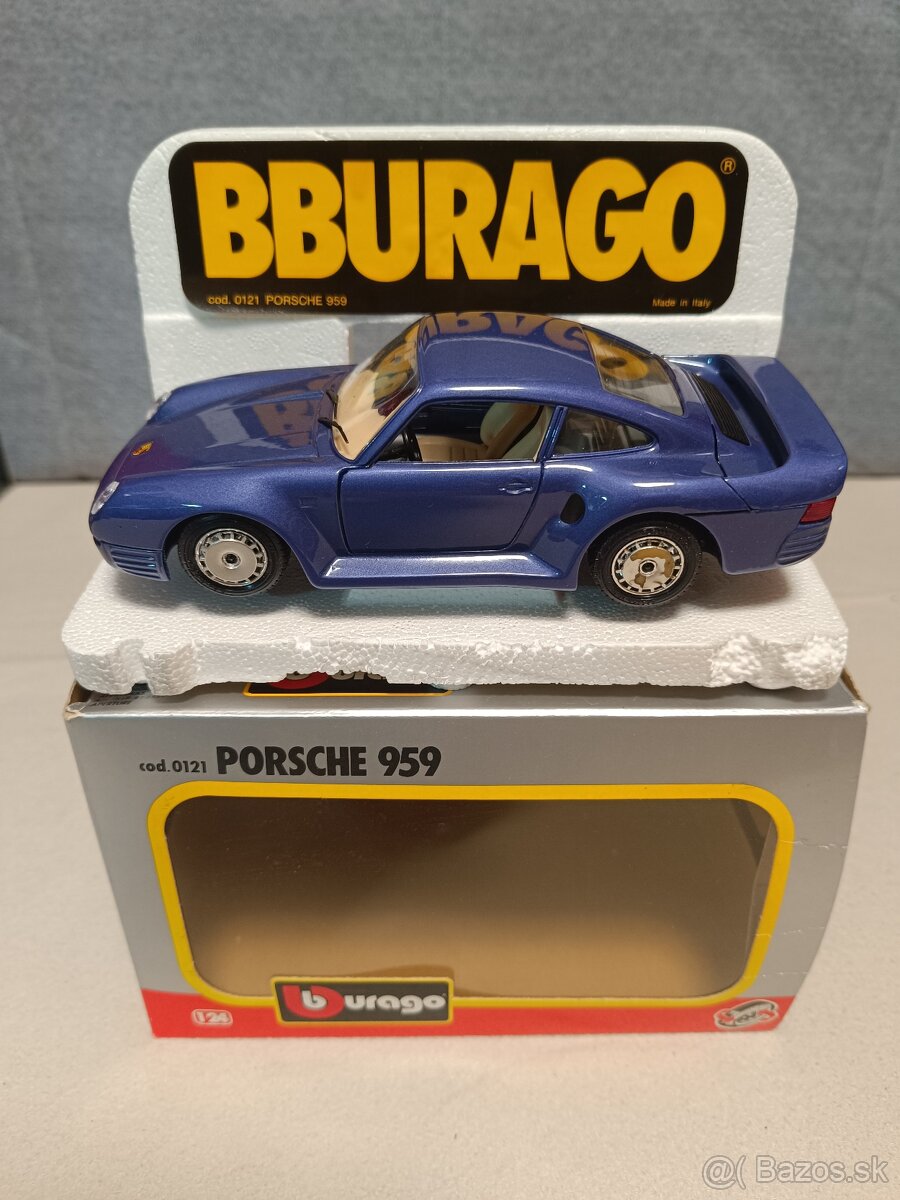 BBURAGO®
cod. 0121 PORSCHE 959
Made in Italy
cod.0121 PORSCHE 959
burago
1:24
@( Bazos.sk